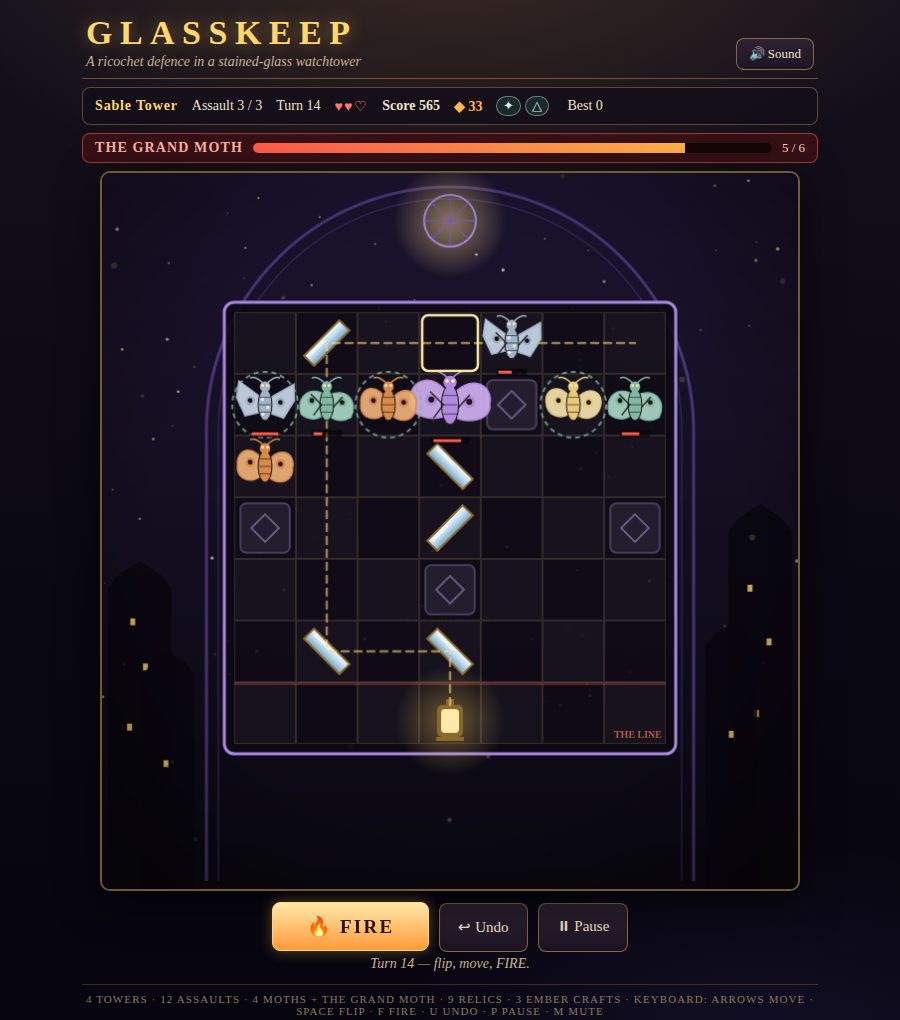 GLASSKEEP
A ricochet defence in a stained-glass watchtower
🔊 Sound
Sable Tower Assault 3 / 3 Turn 14 ♥♥♡ Score 565 ◆ 33 ✦ △ Best 0
THE GRAND MOTH 5 / 6
THE LINE
🔥 FIRE ↩ Undo ⏸ Pause
Turn 14 — flip, move, FIRE.
4 TOWERS · 12 ASSAULTS · 4 MOTHS + THE GRAND MOTH · 9 RELICS · 3 EMBER CRAFTS · KEYBOARD: ARROWS MOVE ·
SPACE FLIP · F FIRE · U UNDO · P PAUSE · M MUTE